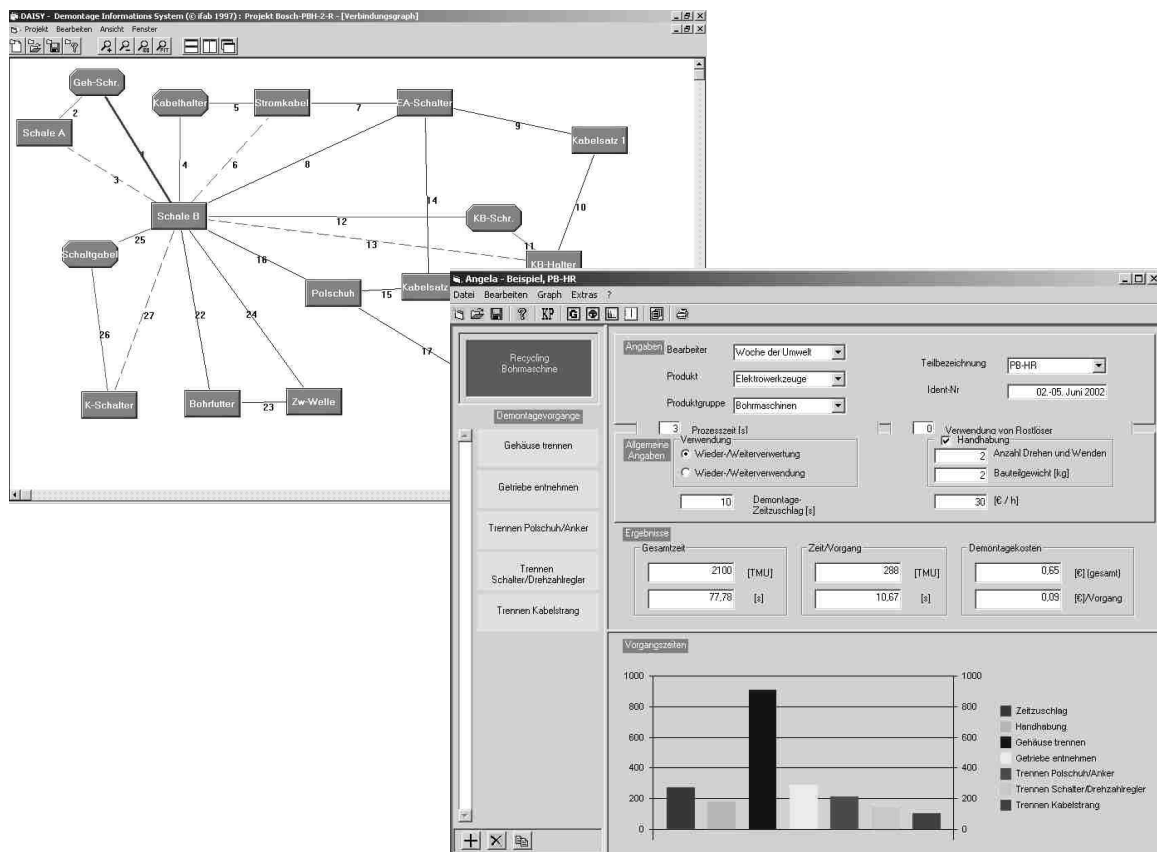 DAISY - Demontage Informations System (© ifab 1997) : Projekt Bosch-PBH-2-R - [Verbindungsgraph]
Projekt Bearbeiten Ansicht Fenster
Geh-Schr.
Kabelhalter 5 Stromkabel 7 EA-Schalter
2
Schale A
9
Kabelsatz 1
1
3 4 6 8
14 10
Schale B
12
KB-Schr.
25
13
11
Schaltgabel
16
KB-Halter
Polschuh
15
Kabelsatz
26 27 22 24
17
K-Schalter
Bohrfutter
23
Zw-Welle
Angela - Beispiel, PB-HR
Datei Bearbeiten Graph Extras ?
KP G
Recycling
Bohrmaschine
Demontagevorgänge
Gehäuse trennen
Getriebe entnehmen
Trennen Polschuh/Anker
Trennen
Schalter/Drehzahlregler
Trennen Kabelstrang
Angaben
Bearbeiter Woche der Umwelt
Teilbezeichnung PB-HR
Produkt Elektrowerkzeuge
Ident-Nr 02.-05. Juni 2002
Produktgruppe Bohrmaschinen
3 Prozesszeit [s]
0 Verwendung von Rostlöser
Allgemeine
Angaben
Verwendung
Wieder-/Weiterverwertung
Wieder-/Weiterverwendung
Handhabung
2 Anzahl Drehen und Wenden
2 Bauteilgewicht [kg]
10 Demontage-
Zeitzuschlag [s]
30 [€ / h]
Ergebnisse
Gesamtzeit
2100 [TMU]
77,78 [s]
Zeit/Vorgang
288 [TMU]
10,67 [s]
Demontagekosten
0,65 [€] (gesamt)
0,09 [€]/Vorgang
Vorgangszeiten
1000 1000
800 800
600 600
400 400
200 200
0 0
Zeitzuschlag
Handhabung
Gehäuse trennen
Getriebe entnehmen
Trennen Polschuh/Anker
Trennen Schalter/Drehzahlregler
Trennen Kabelstrang